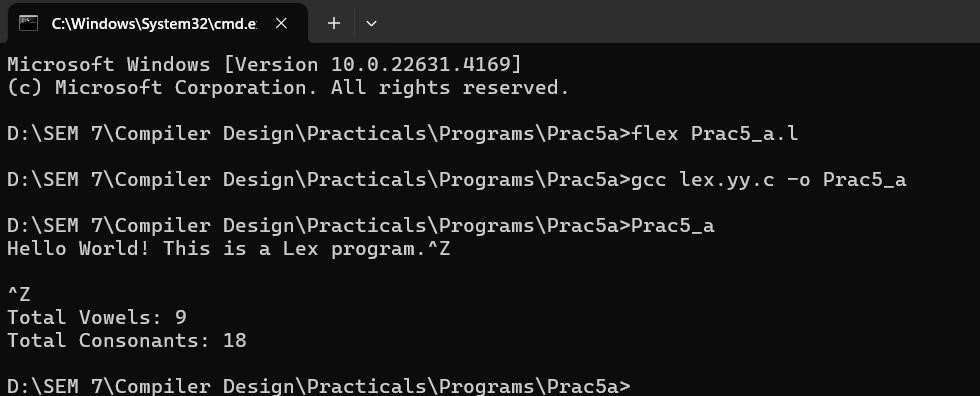 C:\Windows\System32\cmd.e
Microsoft Windows [Version 10.0.22631.4169]
(c) Microsoft Corporation. All rights reserved.
D:\SEM 7\Compiler Design\Practicals\Programs\Prac5a>flex Prac5_a.l
D:\SEM 7\Compiler Design\Practicals\Programs\Prac5a>gcc lex.yy.c -o Prac5_a
D:\SEM 7\Compiler Design\Practicals\Programs\Prac5a>Prac5_a
Hello World! This is a Lex program.^Z
^Z
Total Vowels: 9
Total Consonants: 18
D:\SEM 7\Compiler Design\Practicals\Programs\Prac5a>